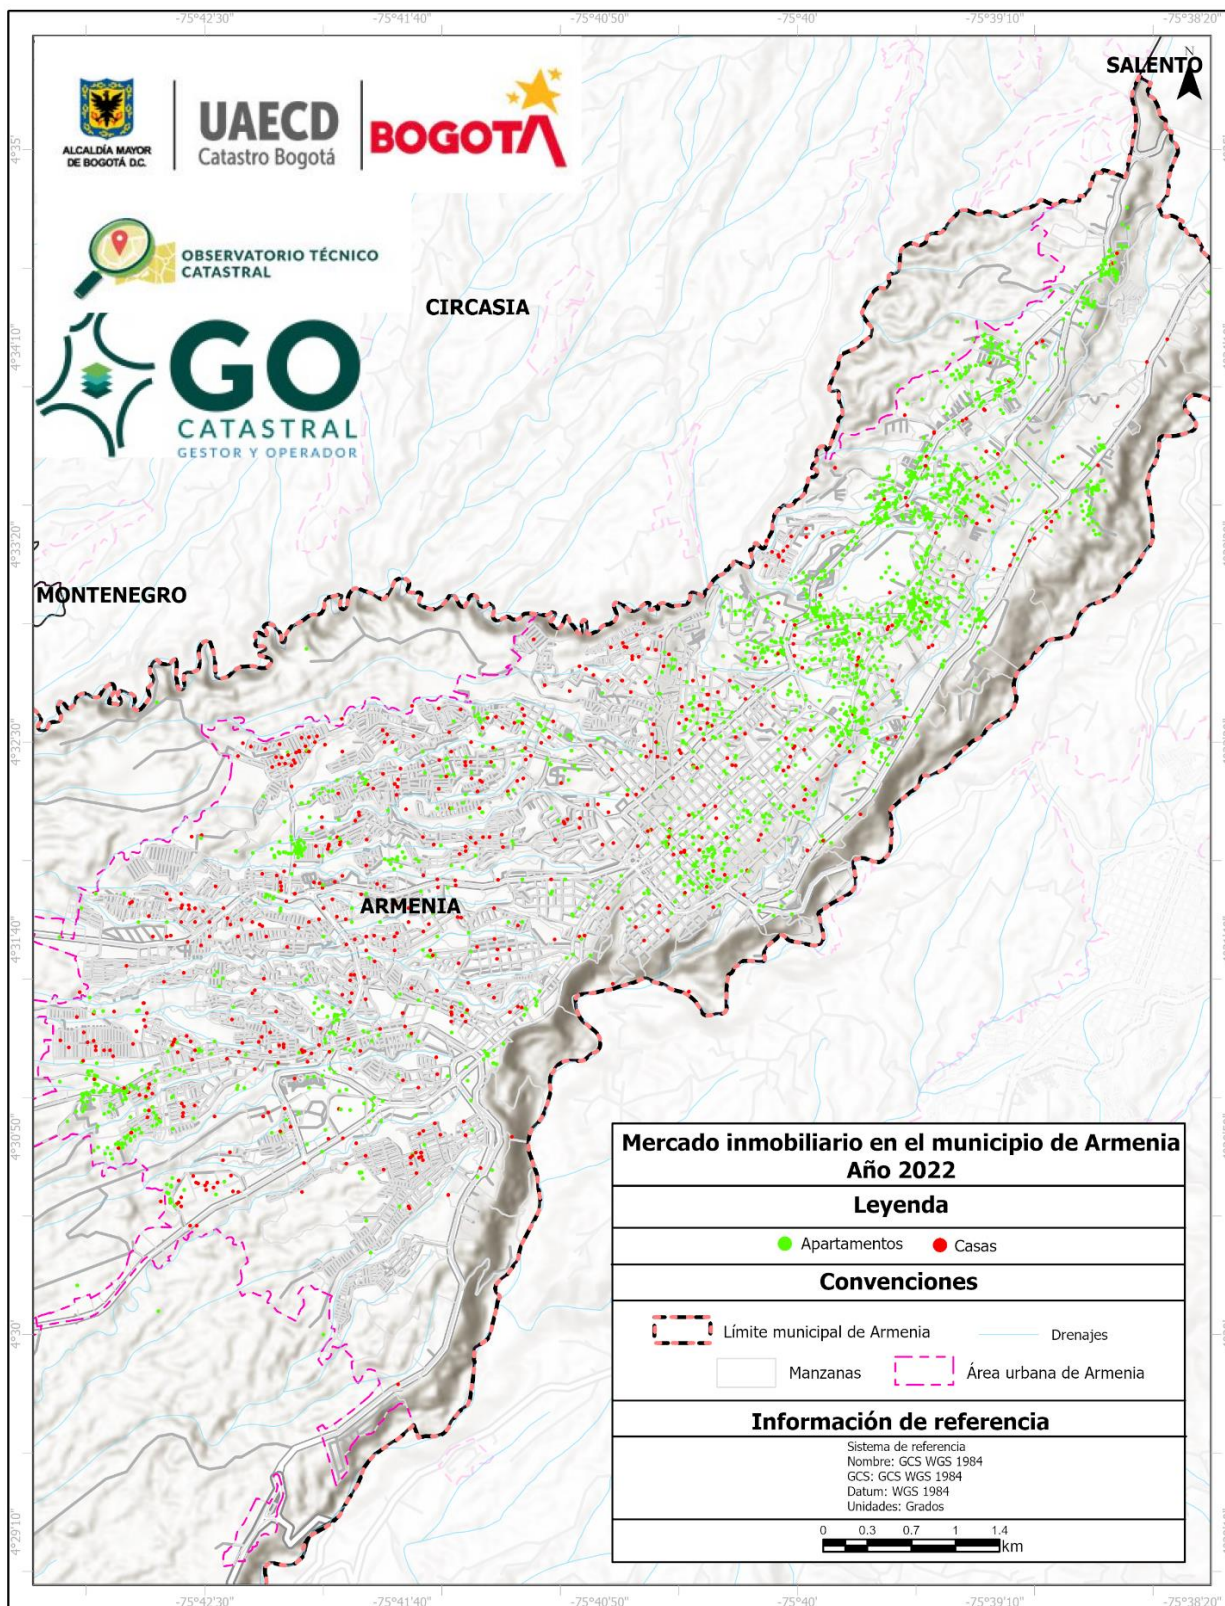 -75°42'30"
-75°41'40"
-75°40'50"
-75°40'
-75°39'10"
-75°38'20"
N
SALENTO
ALCALDÍA MAYOR
DE BOGOTÁ D.C.
UAECD
Catastro Bogotá
BOGOTÁ
4°35'
OBSERVATORIO TÉCNICO
CATASTRAL
CIRCASIA
4°34'10"
GO
CATASTRAL
GESTOR Y OPERADOR
4°33'20"
MONTENEGRO
4°32'30"
ARMENIA
4°31'40"
4°30'50"
Mercado inmobiliario en el municipio de Armenia
Año 2022
Leyenda
Apartamentos
Casas
Convenciones
Límite municipal de Armenia
Drenajes
Manzanas
Área urbana de Armenia
4°30'
Información de referencia
Sistema de referencia
Nombre: GCS WGS 1984
GCS: GCS WGS 1984
Datum: WGS 1984
Unidades: Grados
4°29'10"
0 0.3 0.7 1 1.4
km
-75°42'30"
-75°41'40"
-75°40'50"
-75°40'
-75°39'10"
-75°38'20"